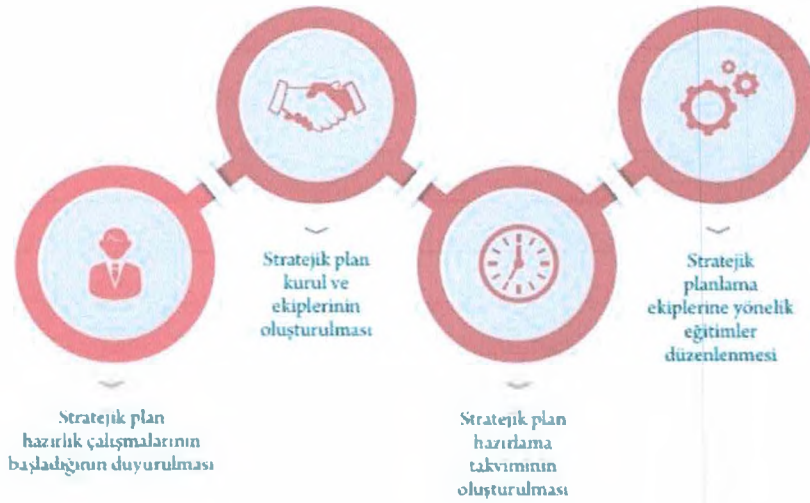 Stratejik plan
hazırlık çalışmalarının
başladığının duyurulması
Stratejik plan
kurul ve
ekiplerinin
oluşturulması
Stratejik plan
hazırlama
takviminin
oluşturulması
Stratejik
planlama
ekiplerine yönelik
eğitimler
düzenlenmesi